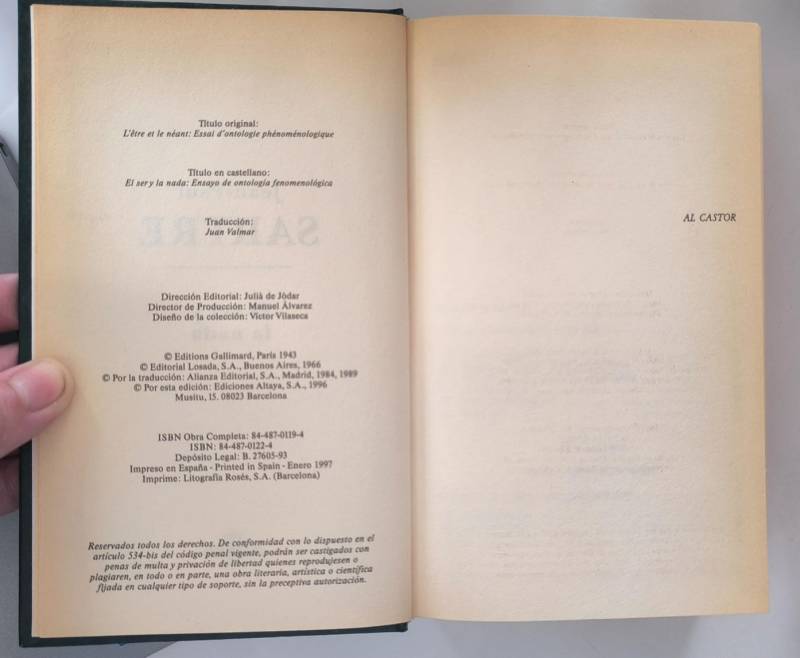 Título original:
L'être et le néant: Essai d'ontologie phénoménologique
Título en castellano:
El ser y la nada: Ensayo de ontología fenomenológica
Traducción:
Juan Valmar
Dirección Editorial: Julià de Jòdar
Director de Producción: Manuel Álvarez
Diseño de la colección: Víctor Vilaseca
© Editions Gallimard, París 1943
© Editorial Losada, S.A., Buenos Aires, 1966
© Por la traducción: Alianza Editorial, S.A., Madrid, 1984, 1989
© Por esta edición: Ediciones Altaya, S.A., 1996
Musitu, 15. 08023 Barcelona
ISBN Obra Completa: 84-487-0119-4
ISBN: 84-487-0122-4
Depósito Legal: B. 27605-93
Impreso en España - Printed in Spain - Enero 1997
Imprime: Litografía Rosés, S.A. (Barcelona)
Reservados todos los derechos. De conformidad con lo dispuesto en el
artículo 534-bis del código penal vigente, podrán ser castigados con
penas de multa y privación de libertad quienes reprodujesen o
plagiaren, en todo o en parte, una obra literaria, artística o científica
fijada en cualquier tipo de soporte, sin la preceptiva autorización.
AL CASTOR